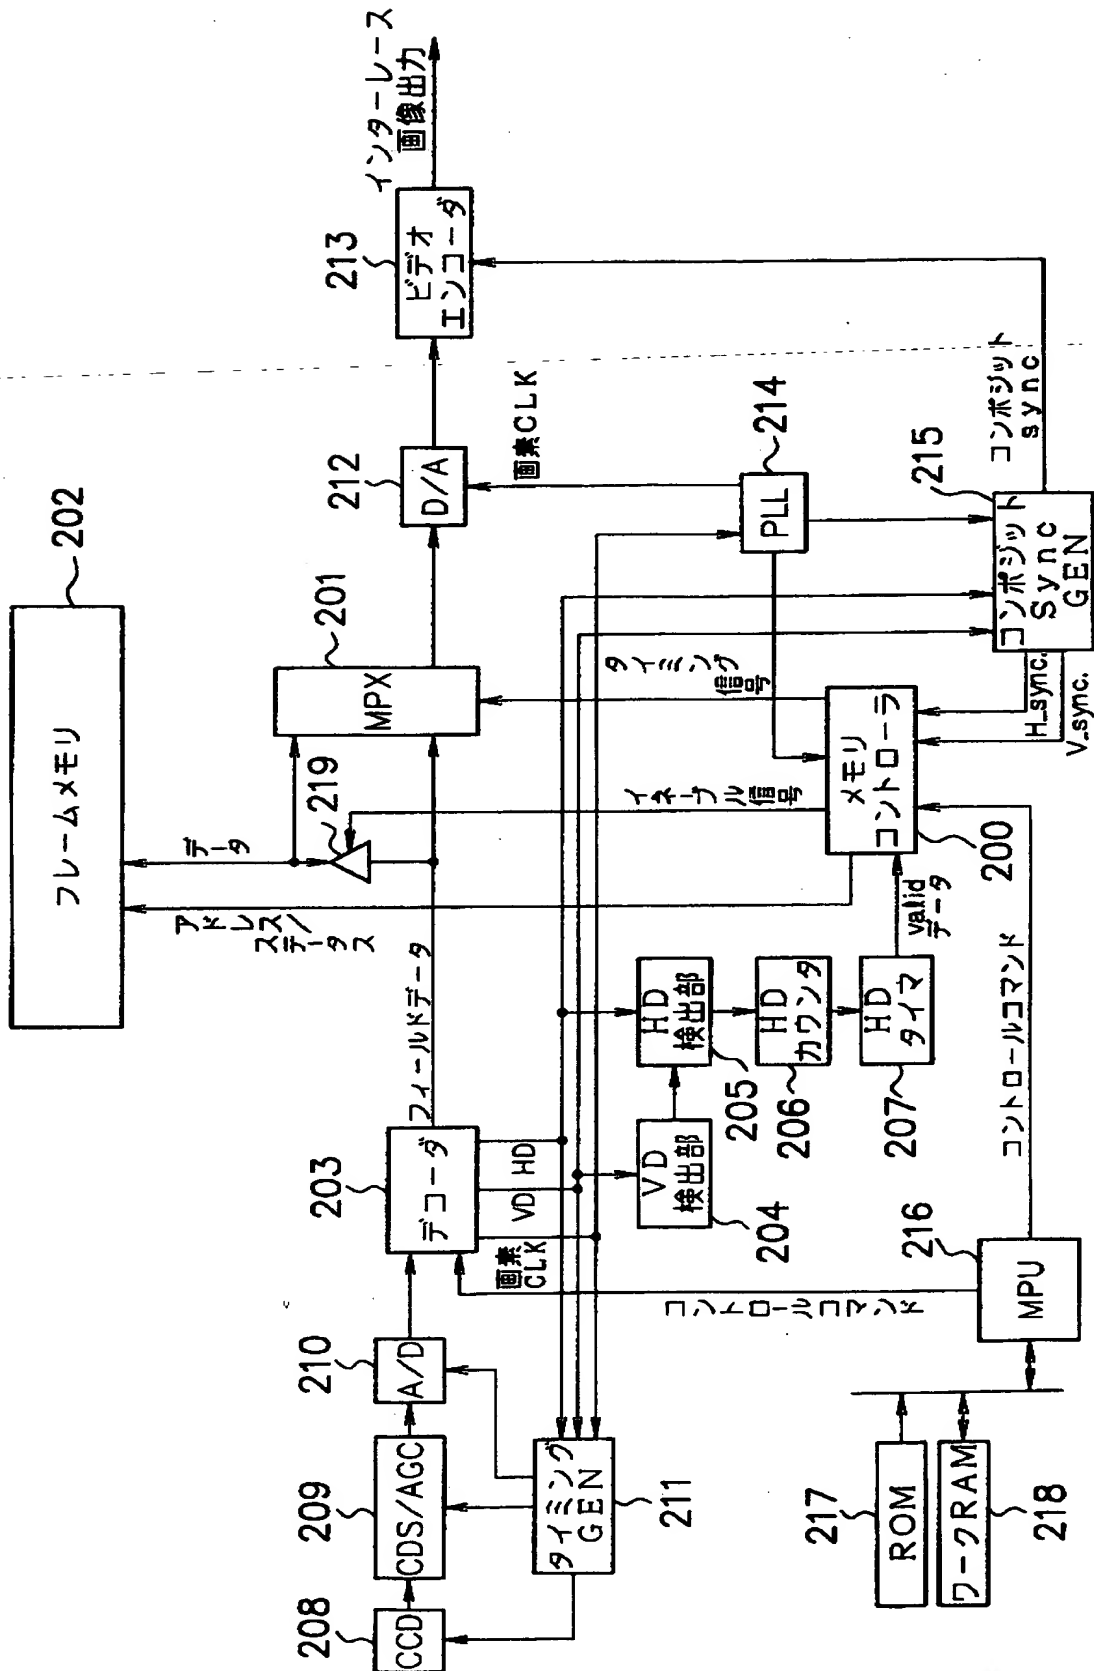 インターレース
画像出力
213
ビデオ
エンコーダ
コンポジット
sync
画素CLK
212
D/A
214
PLL
215
コンポジット
Sync
GEN
202
フレームメモリ
201
MPX
タイミング
信号
H_sync.
V_sync.
219
データ
イネーブル信号
メモリ
コントローラ
200
アドレス/
ステータス
フィールドデータ
valid
データ
HD
検出部
205
HD
カウンタ
206
HD
タイマ
207
コントロールコマンド
203
デコーダ
HD
VD
画素
CLK
VD
検出部
204
コントロールコマンド
216
MPU
210
A/D
209
CDS/AGC
208
CCD
タイミング
GEN
211
217
ROM
ワークRAM
218